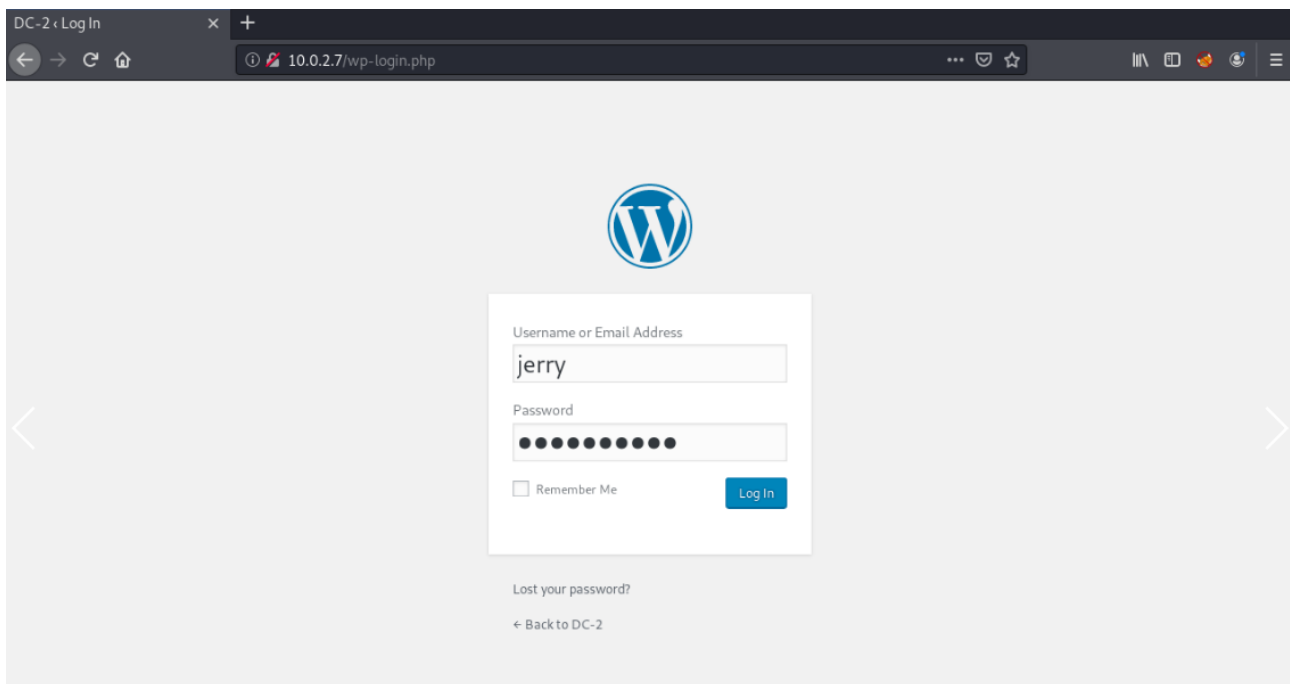 DC-2 ‹ Log In
10.0.2.7/wp-login.php
Username or Email Address
jerry
Password
●●●●●●●●●●
Remember Me
Log In
Lost your password?
← Back to DC-2